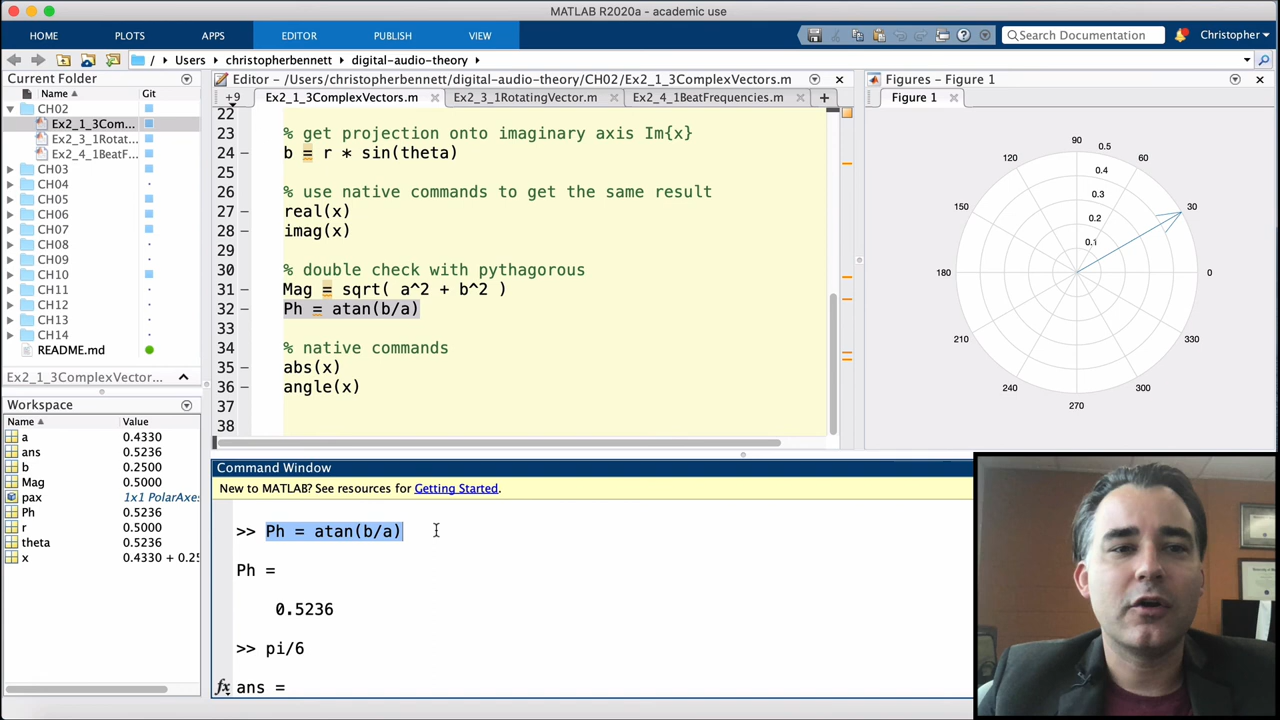 MATLAB R2020a - academic use
HOME PLOTS APPS EDITOR PUBLISH VIEW Search Documentation Christopher
/ Users christopherbennett digital-audio-theory
Current Folder
Name Git
CH02
Ex2_1_3Com...
Ex2_3_1Rotat...
Ex2_4_1BeatF...
CH03
CH04
CH05
CH06
CH07
CH08
CH09
CH10
CH11
CH12
CH13
CH14
README.md
Ex2_1_3ComplexVector...
Workspace
Name Value
a 0.4330
ans 0.5236
b 0.2500
Mag 0.5000
pax 1x1 PolarAxe
Ph 0.5236
r 0.5000
theta 0.5236
x 0.4330 + 0.25
Editor - /Users/christopherbennett/digital-audio-theory/CH02/Ex2_1_3ComplexVectors.m
+9 Ex2_1_3ComplexVectors.m Ex2_3_1RotatingVector.m Ex2_4_1BeatFrequencies.m +
22
23 % get projection onto imaginary axis Im{x}
24 – b = r * sin(theta)
25
26 % use native commands to get the same result
27 – real(x)
28 – imag(x)
29
30 % double check with pythagorous
31 – Mag = sqrt( a^2 + b^2 )
32 – Ph = atan(b/a)
33
34 % native commands
35 – abs(x)
36 – angle(x)
37
38
Command Window
New to MATLAB? See resources for Getting Started.
>> Ph = atan(b/a)
Ph =
0.5236
>> pi/6
fx ans =
Figures - Figure 1
Figure 1
90
120 60
0.5
0.4
150 30
0.3
0.2
0.1
180 0
210 330
240 300
270